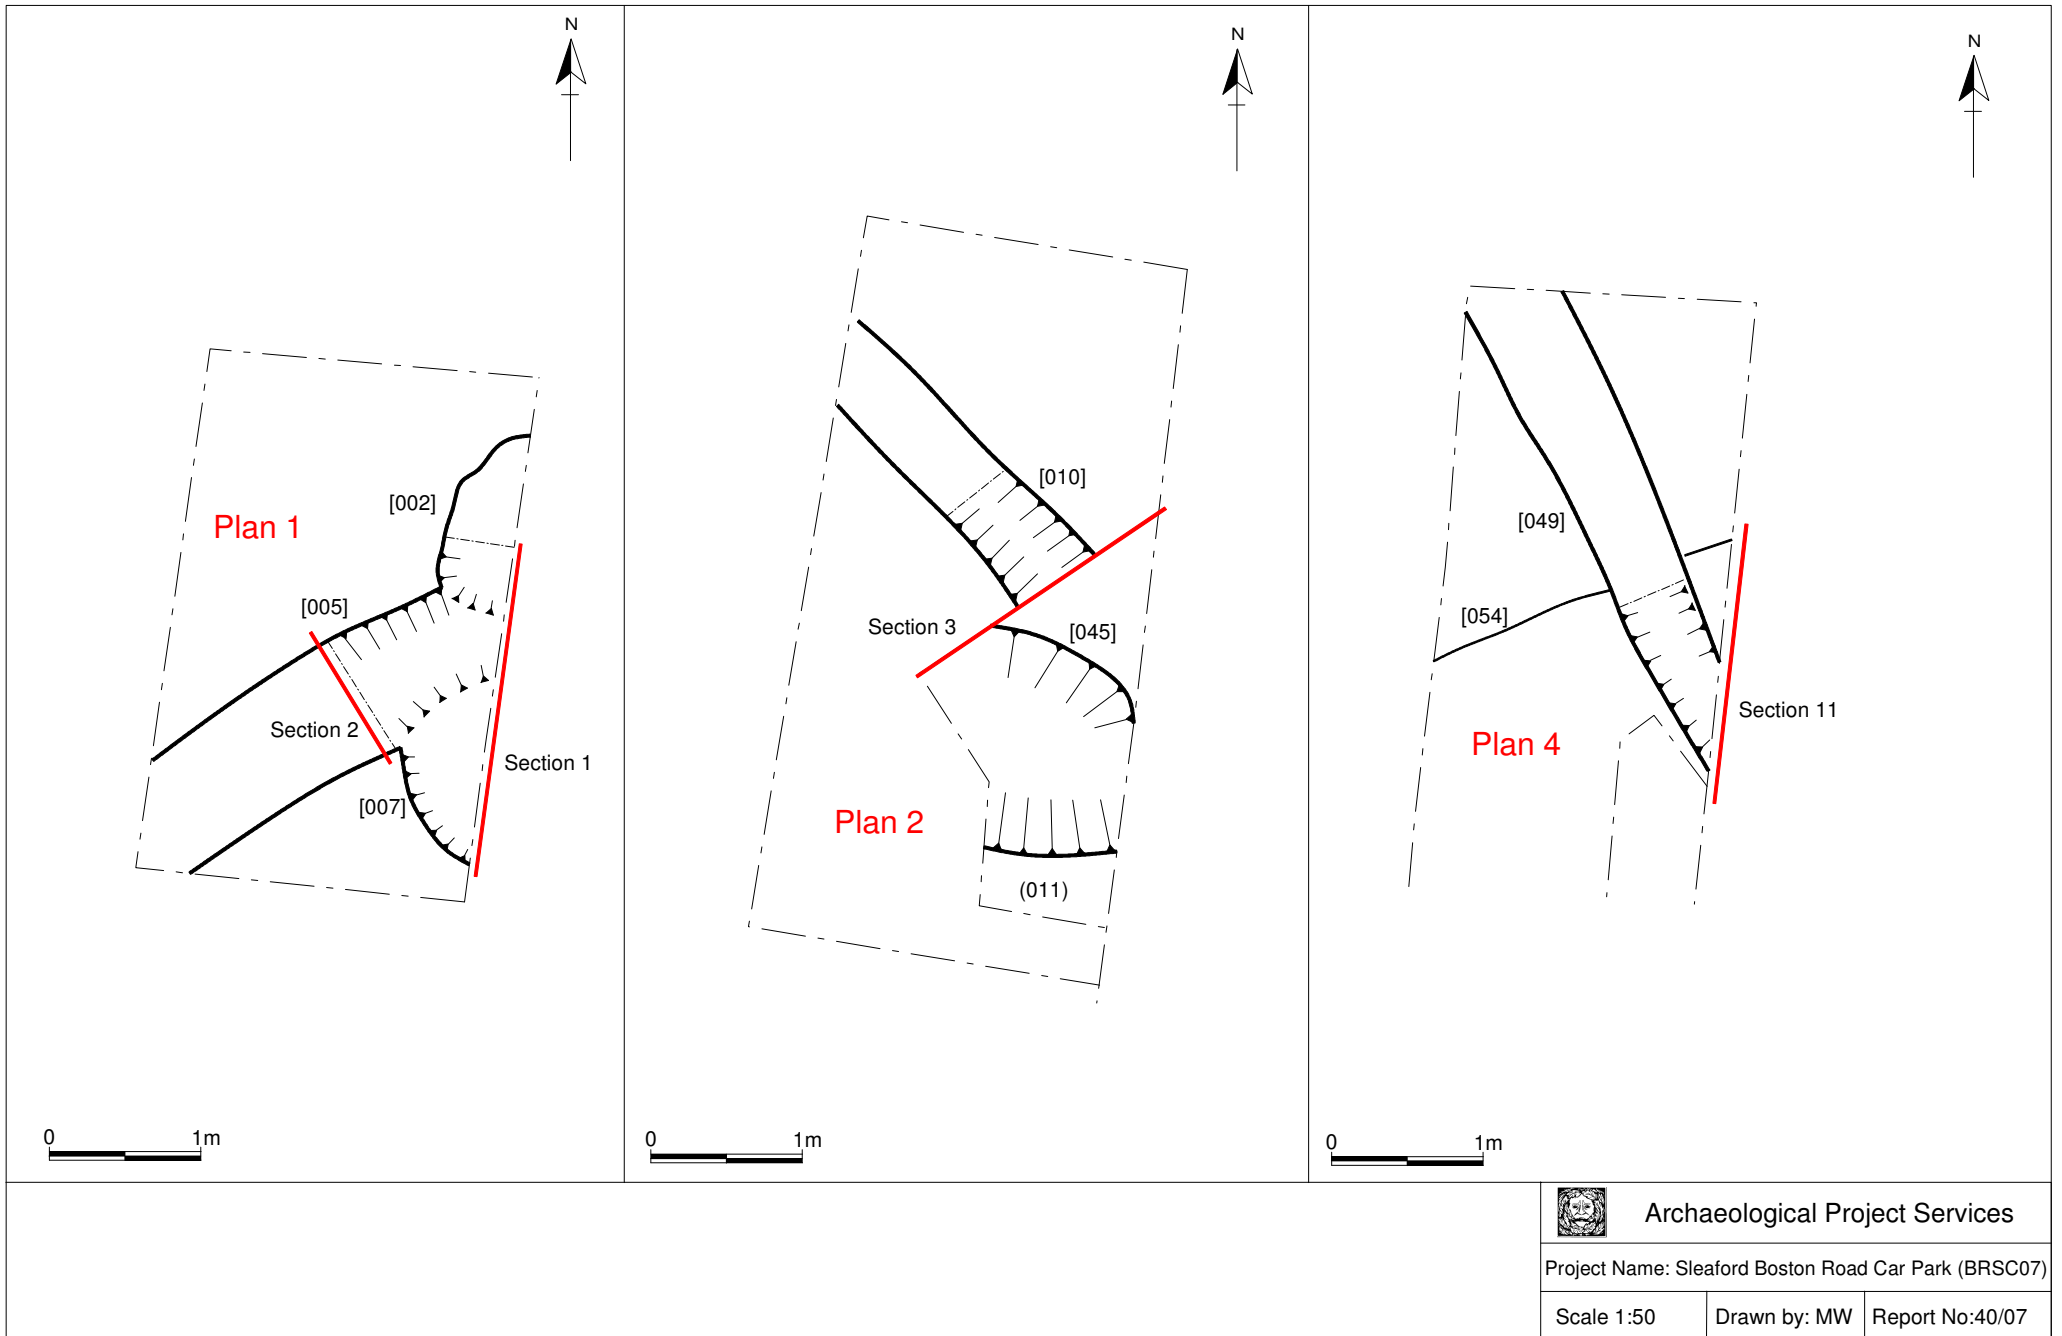 N
[002]
Plan 1
[005]
Section 2
[007]
Section 1
0 1m
N
[010]
Section 3
[045]
Plan 2
(011)
0 1m
N
[049]
[054]
Section 11
Plan 4
0 1m
Archaeological Project Services
Project Name: Sleaford Boston Road Car Park (BRSC07)
Scale 1:50
Drawn by: MW
Report No:40/07